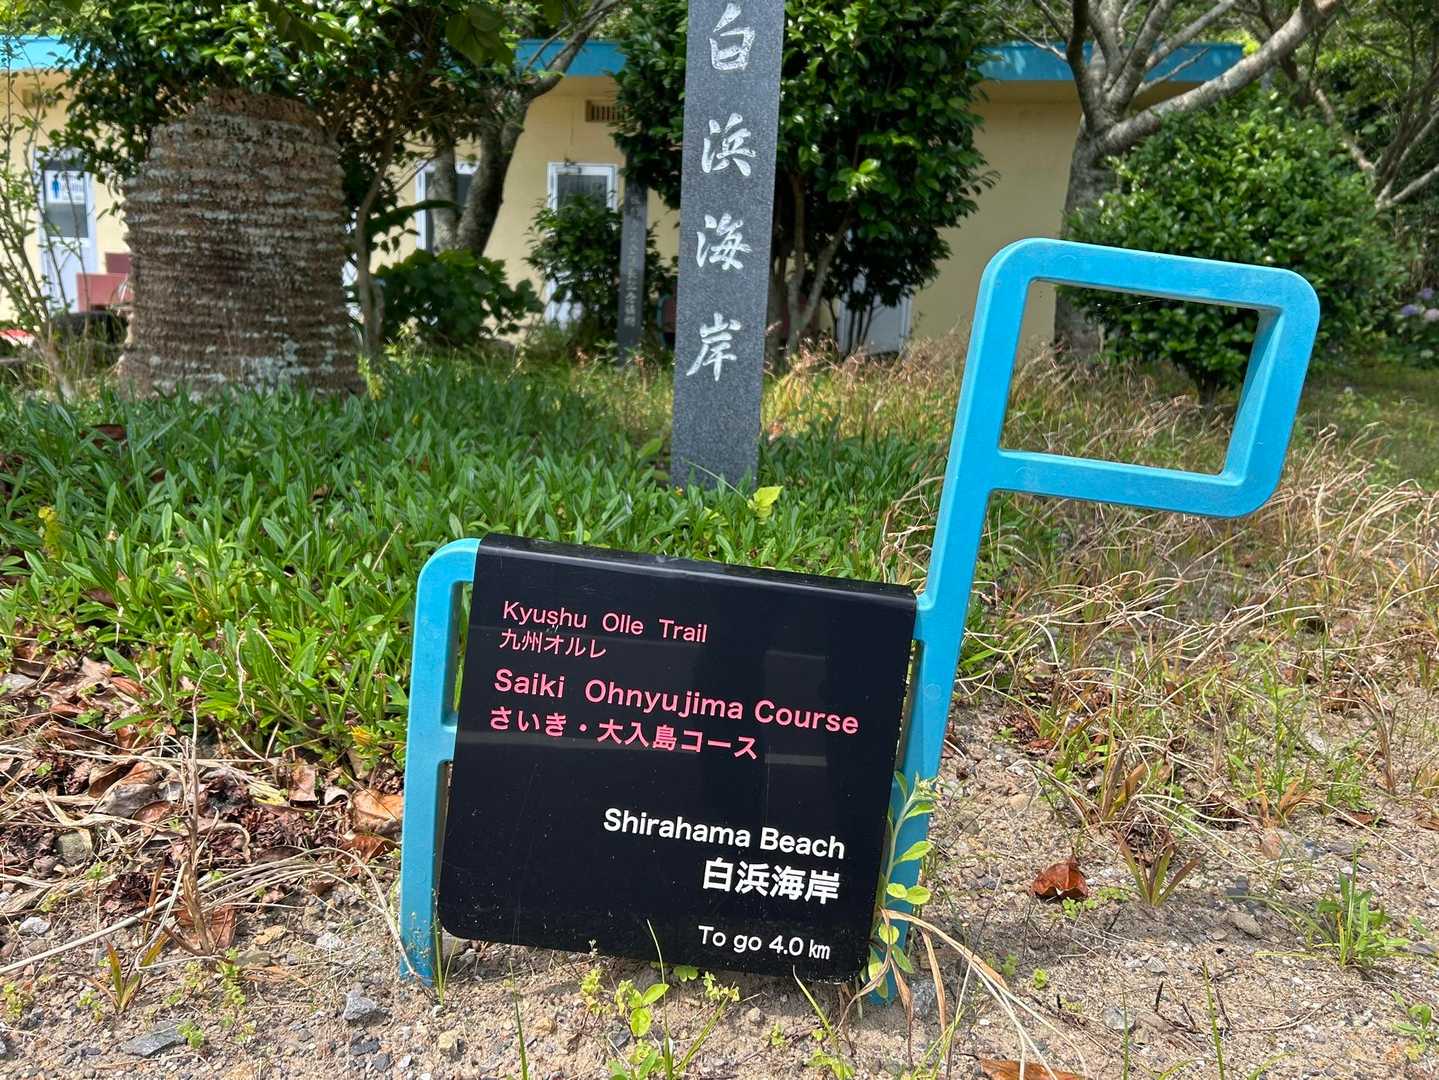 白浜海岸
Kyushu Olle Trail
九州オルレ
Saiki Ohnyujima Course
さいき・大入島コース
Shirahama Beach
白浜海岸
To go 4.0 km